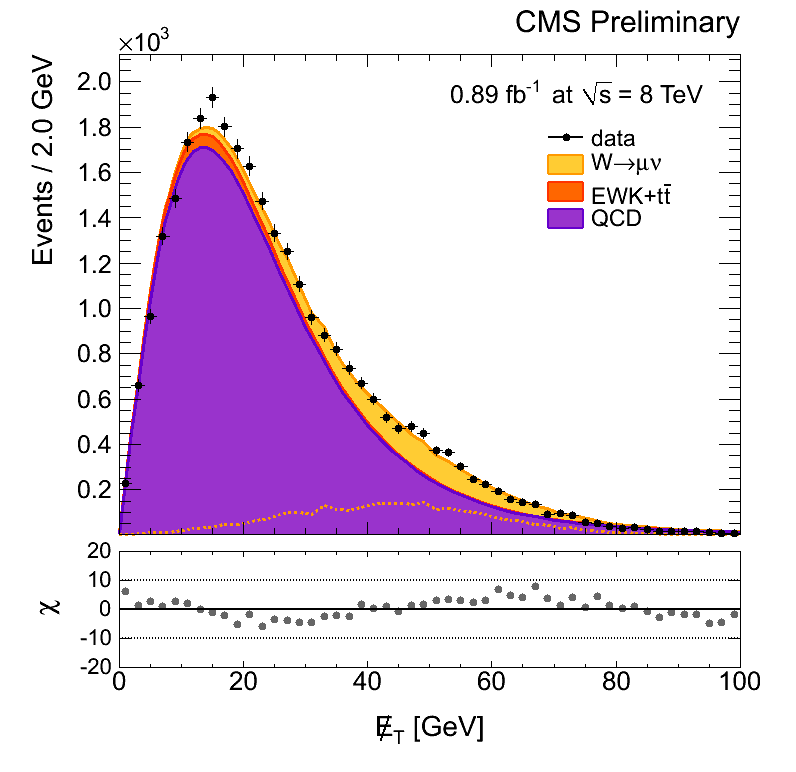 CMS Preliminary
×10³
Events / 2.0 GeV
2.0
1.8
1.6
1.4
1.2
1.0
0.8
0.6
0.4
0.2
0.89 fb⁻¹ at √s = 8 TeV
data
W→μν
EWK+tt̄
QCD
χ
20
10
0
-10
-20
0 20 40 60 80 100
E̸_T [GeV]